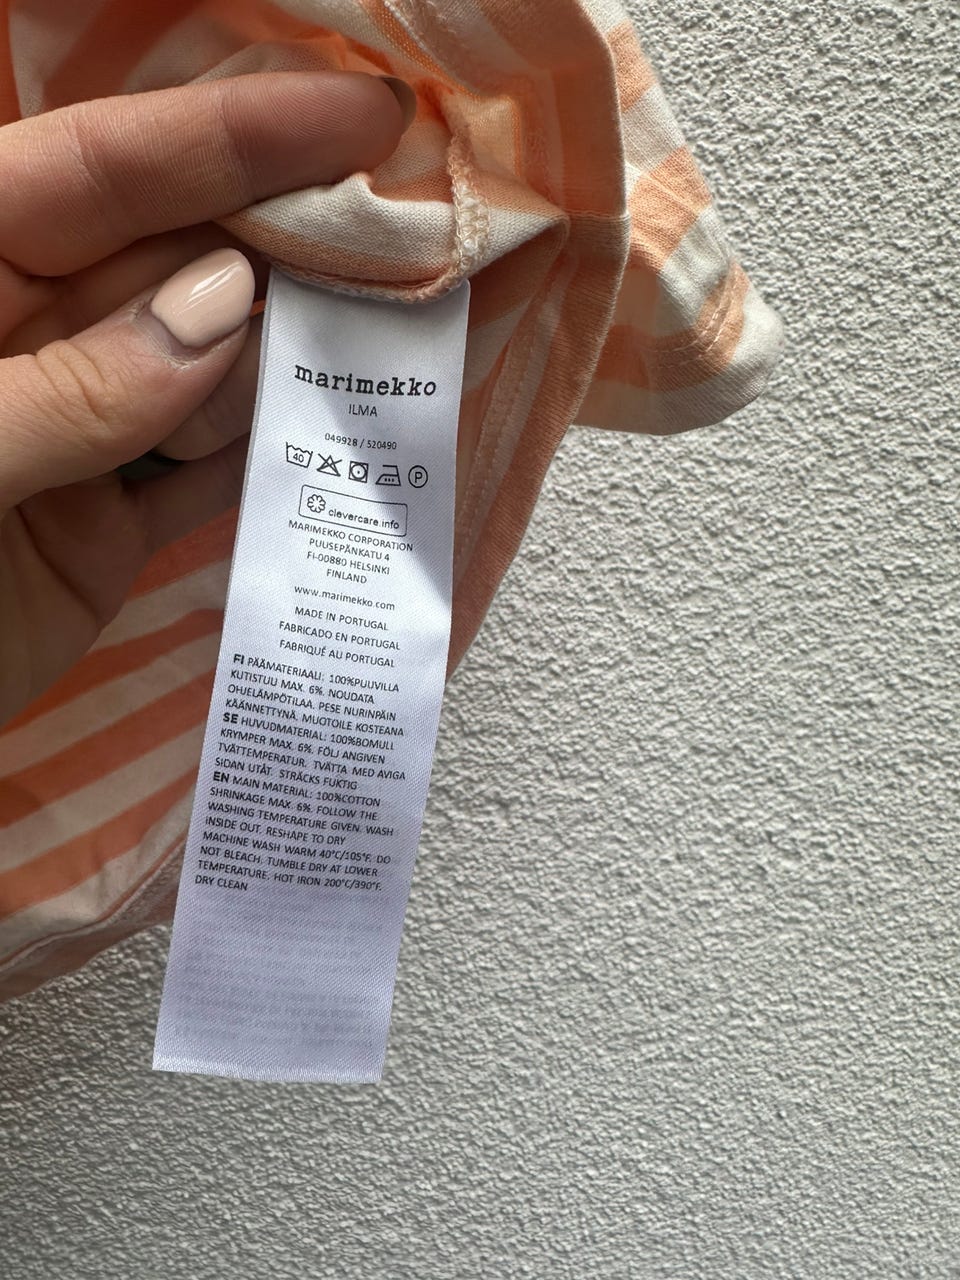 marimekko
ILMA
049928 / 520490
40 P
clevercare.info
MARIMEKKO CORPORATION
PUUSEPÄNKATU 4
FI-00880 HELSINKI
FINLAND
www.marimekko.com
MADE IN PORTUGAL
FABRICADO EN PORTUGAL
FABRIQUÉ AU PORTUGAL
FI PÄÄMATERIAALI: 100%PUUVILLA
KUTISTUU MAX. 6%. NOUDATA
OHJELÄMPÖTILAA. PESE NURINPÄIN
KÄÄNNETTYNÄ. MUOTOILE KOSTEANA
SE HUVUDMATERIAL: 100%BOMULL
KRYMPER MAX. 6%. FÖLJ ANGIVEN
TVÄTTEMPERATUR. TVÄTTA MED AVIGA
SIDAN UTÅT. STRÄCKS FUKTIG
EN MAIN MATERIAL: 100%COTTON
SHRINKAGE MAX. 6%. FOLLOW THE
WASHING TEMPERATURE GIVEN. WASH
INSIDE OUT. RESHAPE TO DRY
MACHINE WASH WARM 40°C/105°F. DO
NOT BLEACH. TUMBLE DRY AT LOWER
TEMPERATURE. HOT IRON 200°C/390°F.
DRY CLEAN